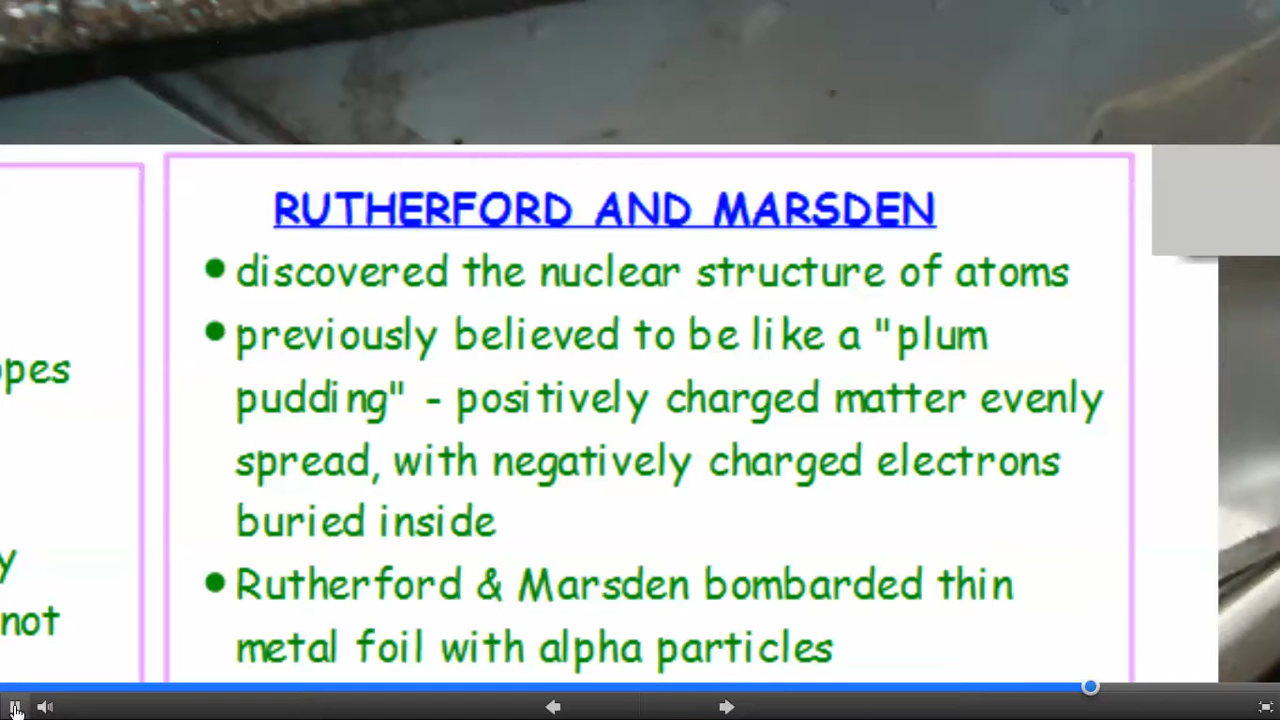 RUTHERFORD AND MARSDEN
discovered the nuclear structure of atoms
previously believed to be like a "plum
pudding" - positively charged matter evenly
spread, with negatively charged electrons
buried inside
Rutherford & Marsden bombarded thin
metal foil with alpha particles
not